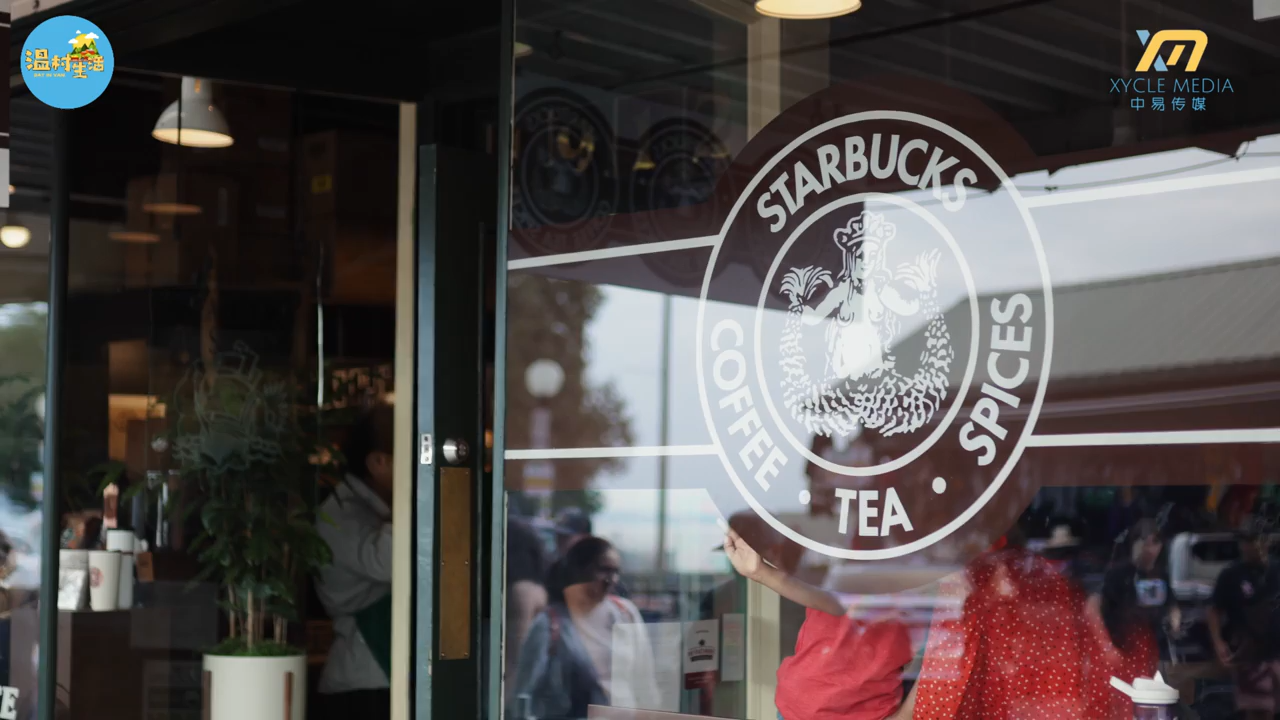 温村生活
XYCLE MEDIA
中易传媒
STARBUCKS
COFFEE • TEA • SPICES